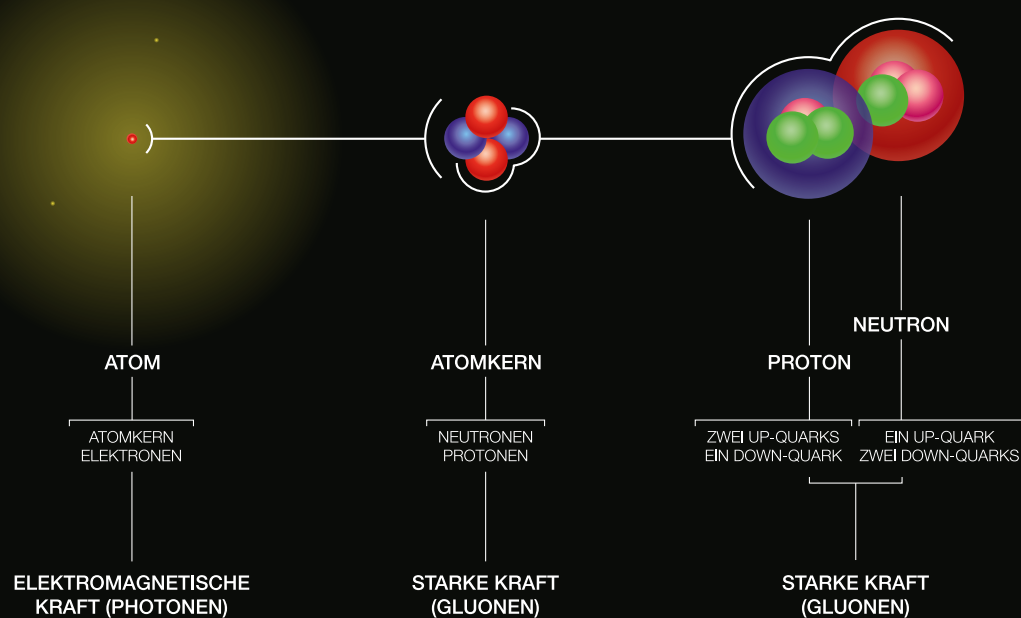 ATOM
ATOMKERN
ELEKTRONEN
ELEKTROMAGNETISCHE
KRAFT (PHOTONEN)
ATOMKERN
NEUTRONEN
PROTONEN
STARKE KRAFT
(GLUONEN)
PROTON
ZWEI UP-QUARKS
EIN DOWN-QUARK
NEUTRON
EIN UP-QUARK
ZWEI DOWN-QUARKS
STARKE KRAFT
(GLUONEN)